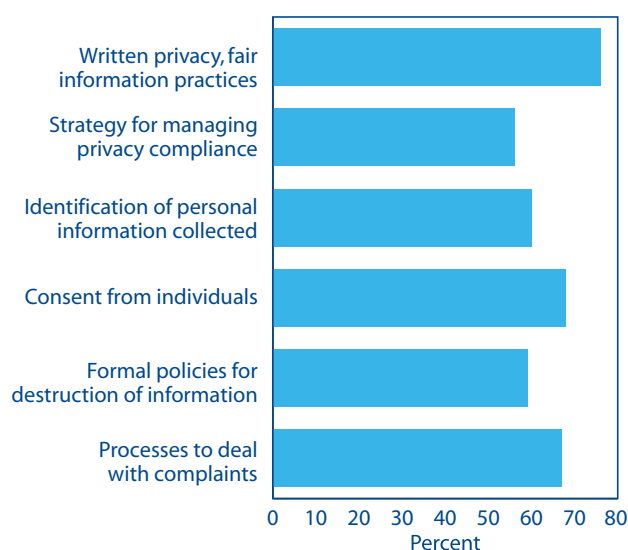 Written privacy, fair
information practices
Strategy for managing
privacy compliance
Identification of personal
information collected
Consent from individuals
Formal policies for
destruction of information
Processes to deal
with complaints
0 10 20 30 40 50 60 70 80
Percent